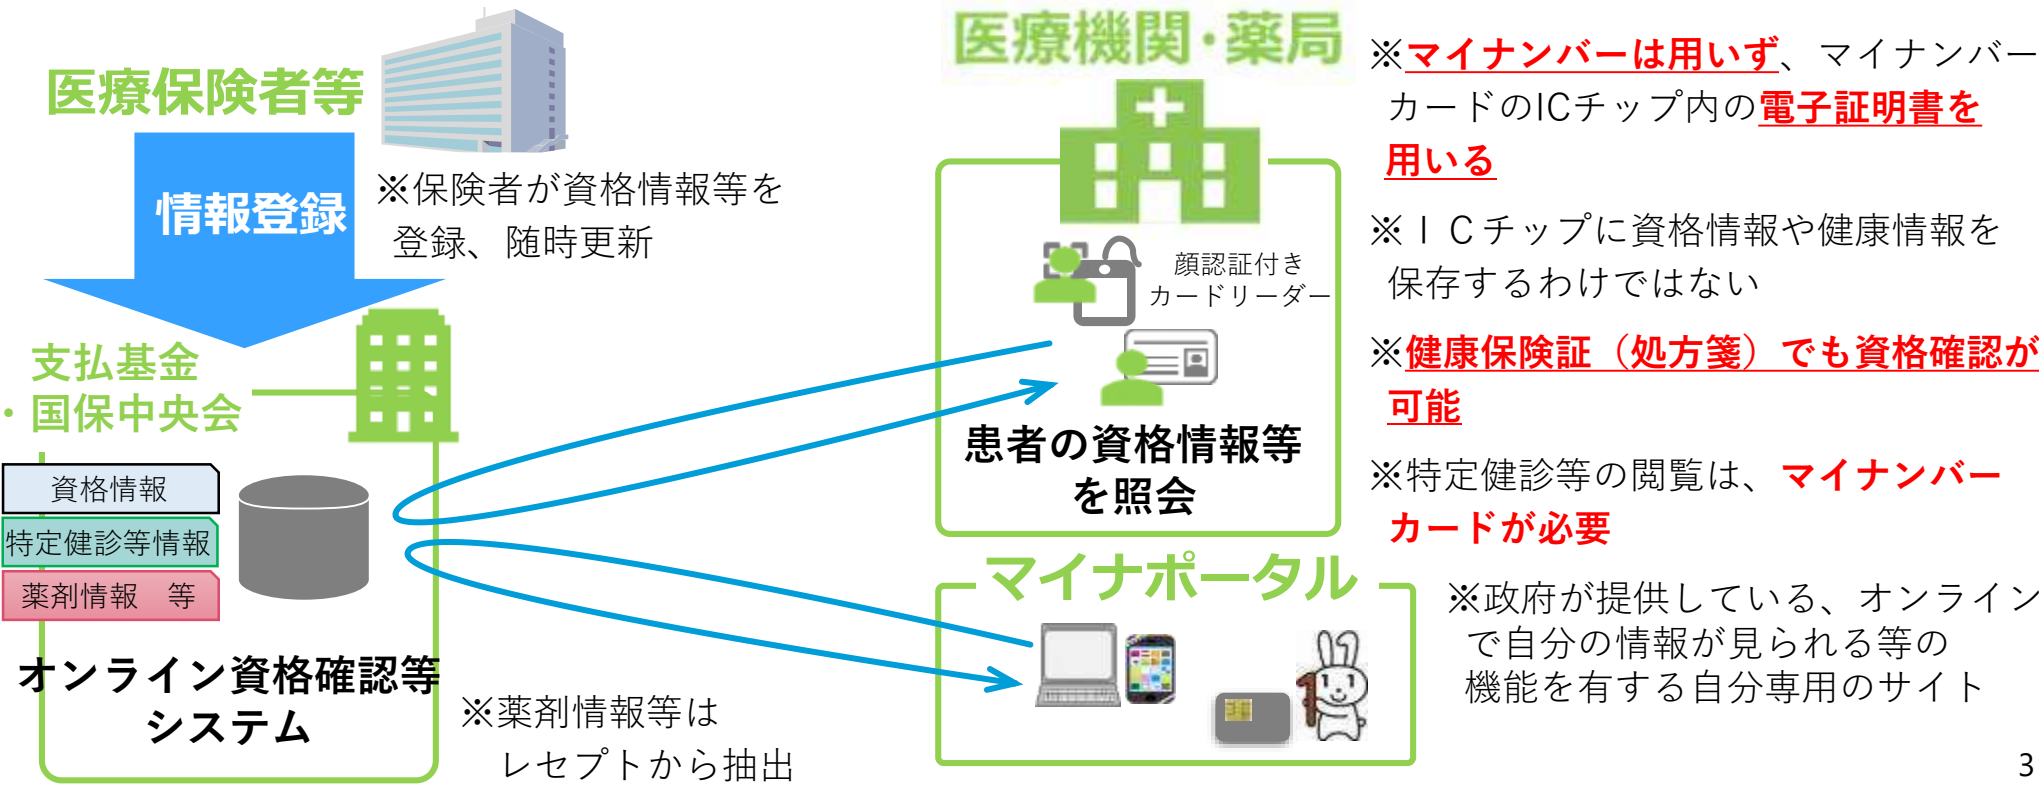 医療保険者等
情報登録
※保険者が資格情報等を
登録、随時更新
支払基金
・国保中央会
資格情報
特定健診等情報
薬剤情報　等
オンライン資格確認等
システム
※薬剤情報等は
レセプトから抽出
医療機関・薬局
顔認証付き
カードリーダー
患者の資格情報等
を照会
マイナポータル
※マイナンバーは用いず、マイナンバー
カードのICチップ内の電子証明書を
用いる
※ＩＣチップに資格情報や健康情報を
保存するわけではない
※健康保険証（処方箋）でも資格確認が
可能
※特定健診等の閲覧は、マイナンバー
カードが必要
※政府が提供している、オンライン
で自分の情報が見られる等の
機能を有する自分専用のサイト
3